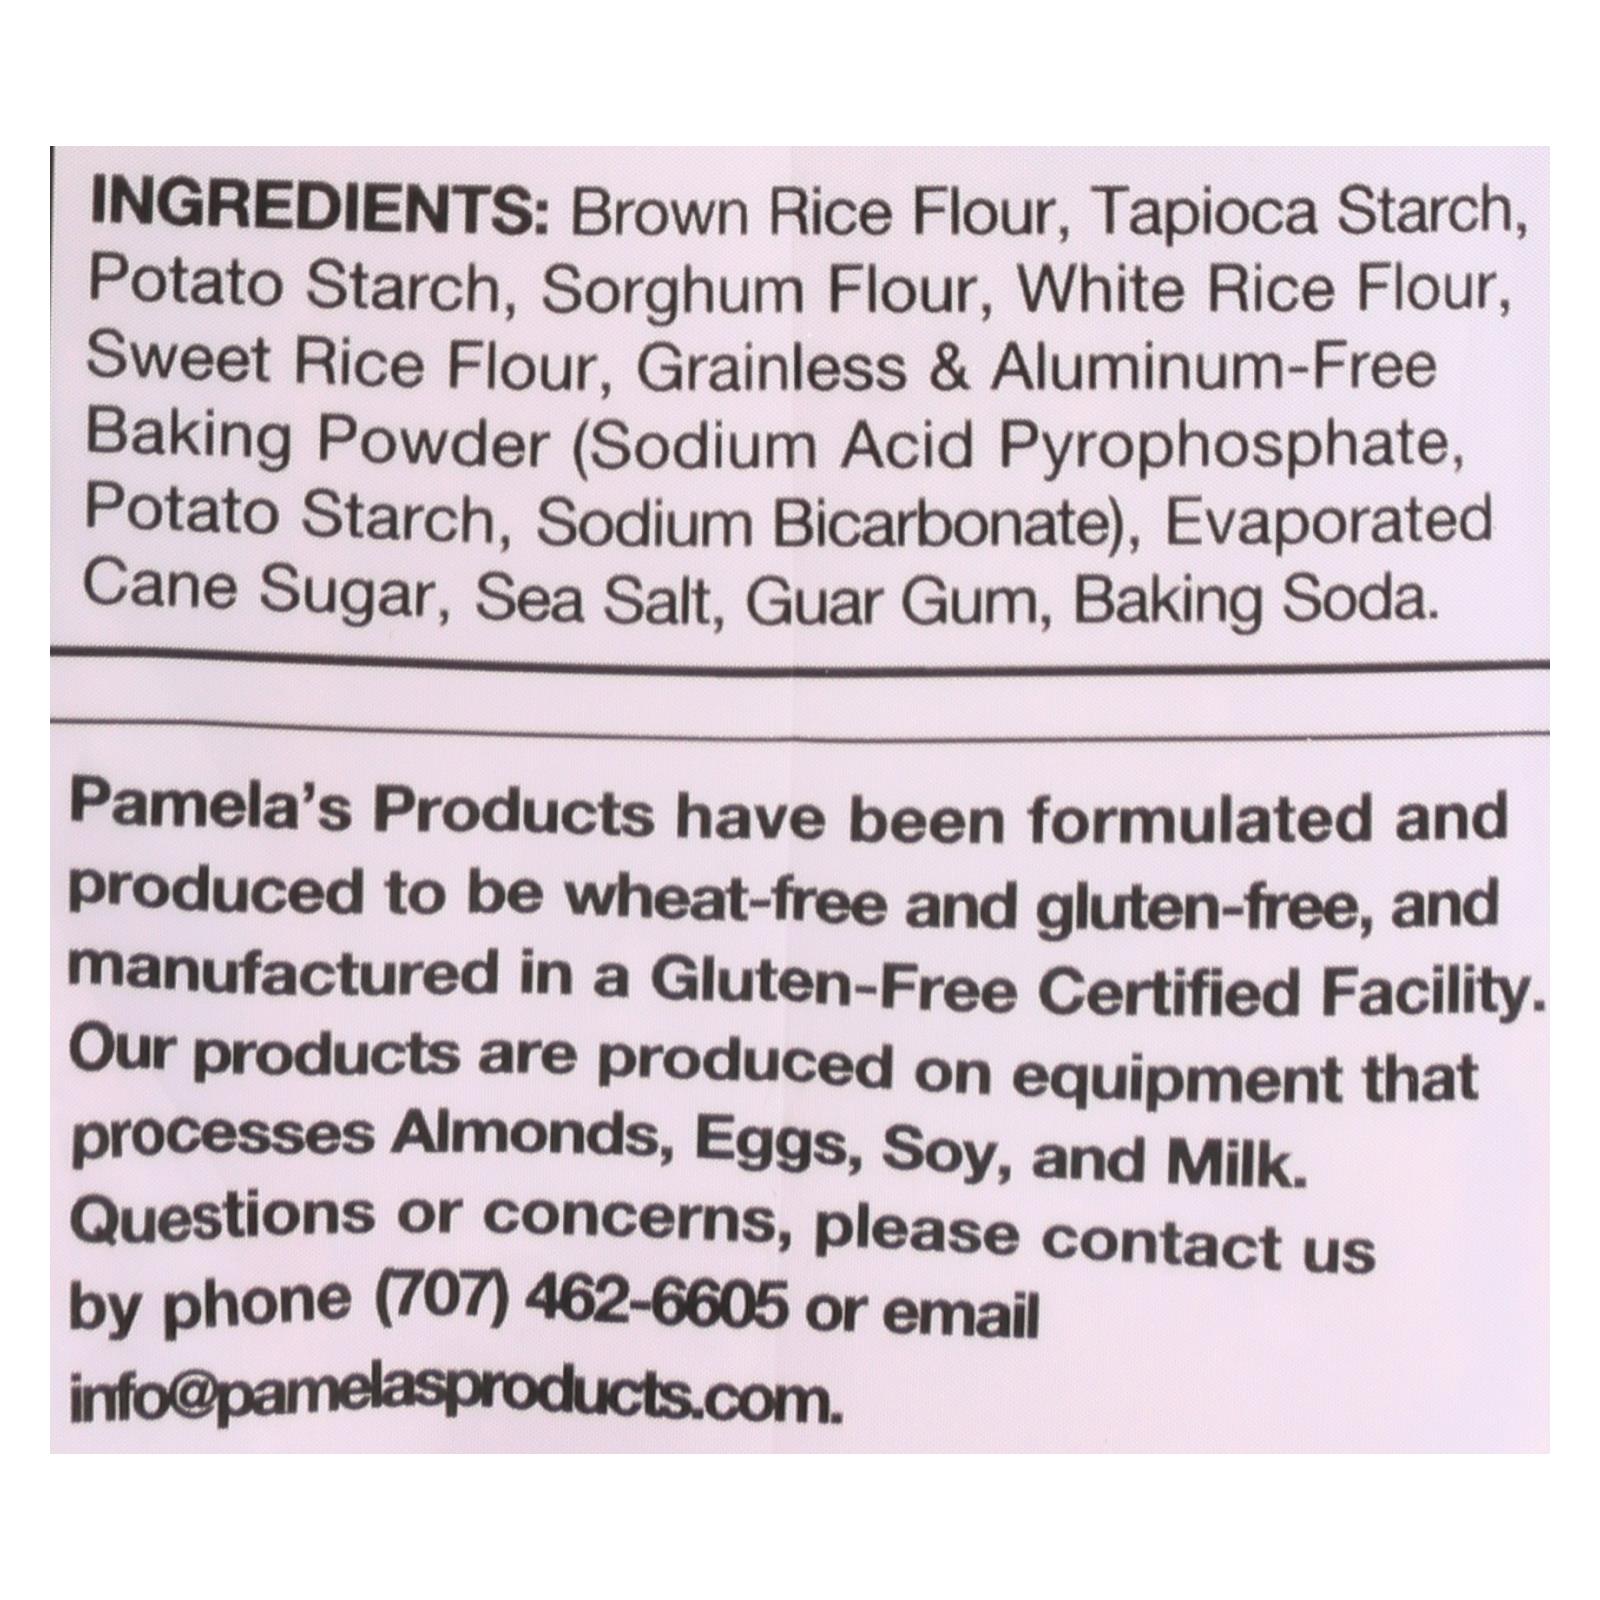 INGREDIENTS: Brown Rice Flour, Tapioca Starch,
Potato Starch, Sorghum Flour, White Rice Flour,
Sweet Rice Flour, Grainless & Aluminum-Free
Baking Powder (Sodium Acid Pyrophosphate,
Potato Starch, Sodium Bicarbonate), Evaporated
Cane Sugar, Sea Salt, Guar Gum, Baking Soda.
Pamela's Products have been formulated and
produced to be wheat-free and gluten-free, and
manufactured in a Gluten-Free Certified Facility.
Our products are produced on equipment that
processes Almonds, Eggs, Soy, and Milk.
Questions or concerns, please contact us
by phone (707) 462-6605 or email
info@pamelasproducts.com.